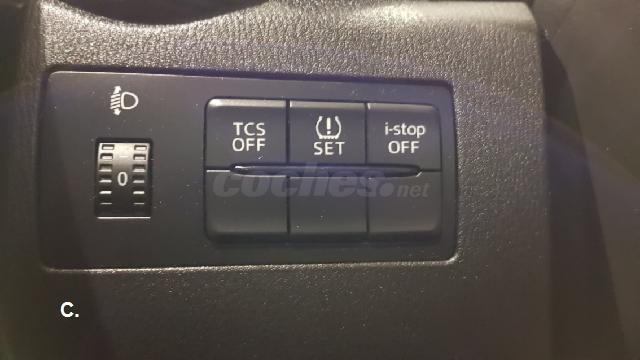 TCS
OFF
SET
i-stop
OFF
0
coches.net
C.